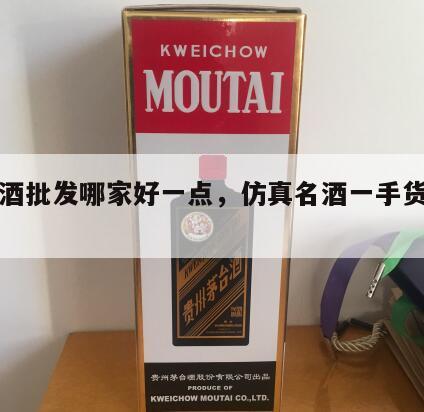 KWEICHOW
MOUTAI
酒批发哪家好一点，仿真名酒一手货
贵州茅台酒
贵州茅台酒股份有限公司出品
PRODUCE OF
KWEICHOW MOUTAI CO.,LTD.